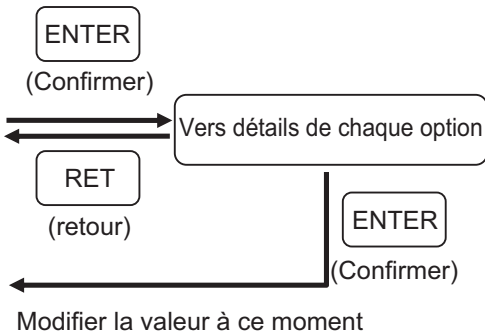 ENTER
(Confirmer)
Vers détails de chaque option
RET
(retour)
ENTER
(Confirmer)
Modifier la valeur à ce moment